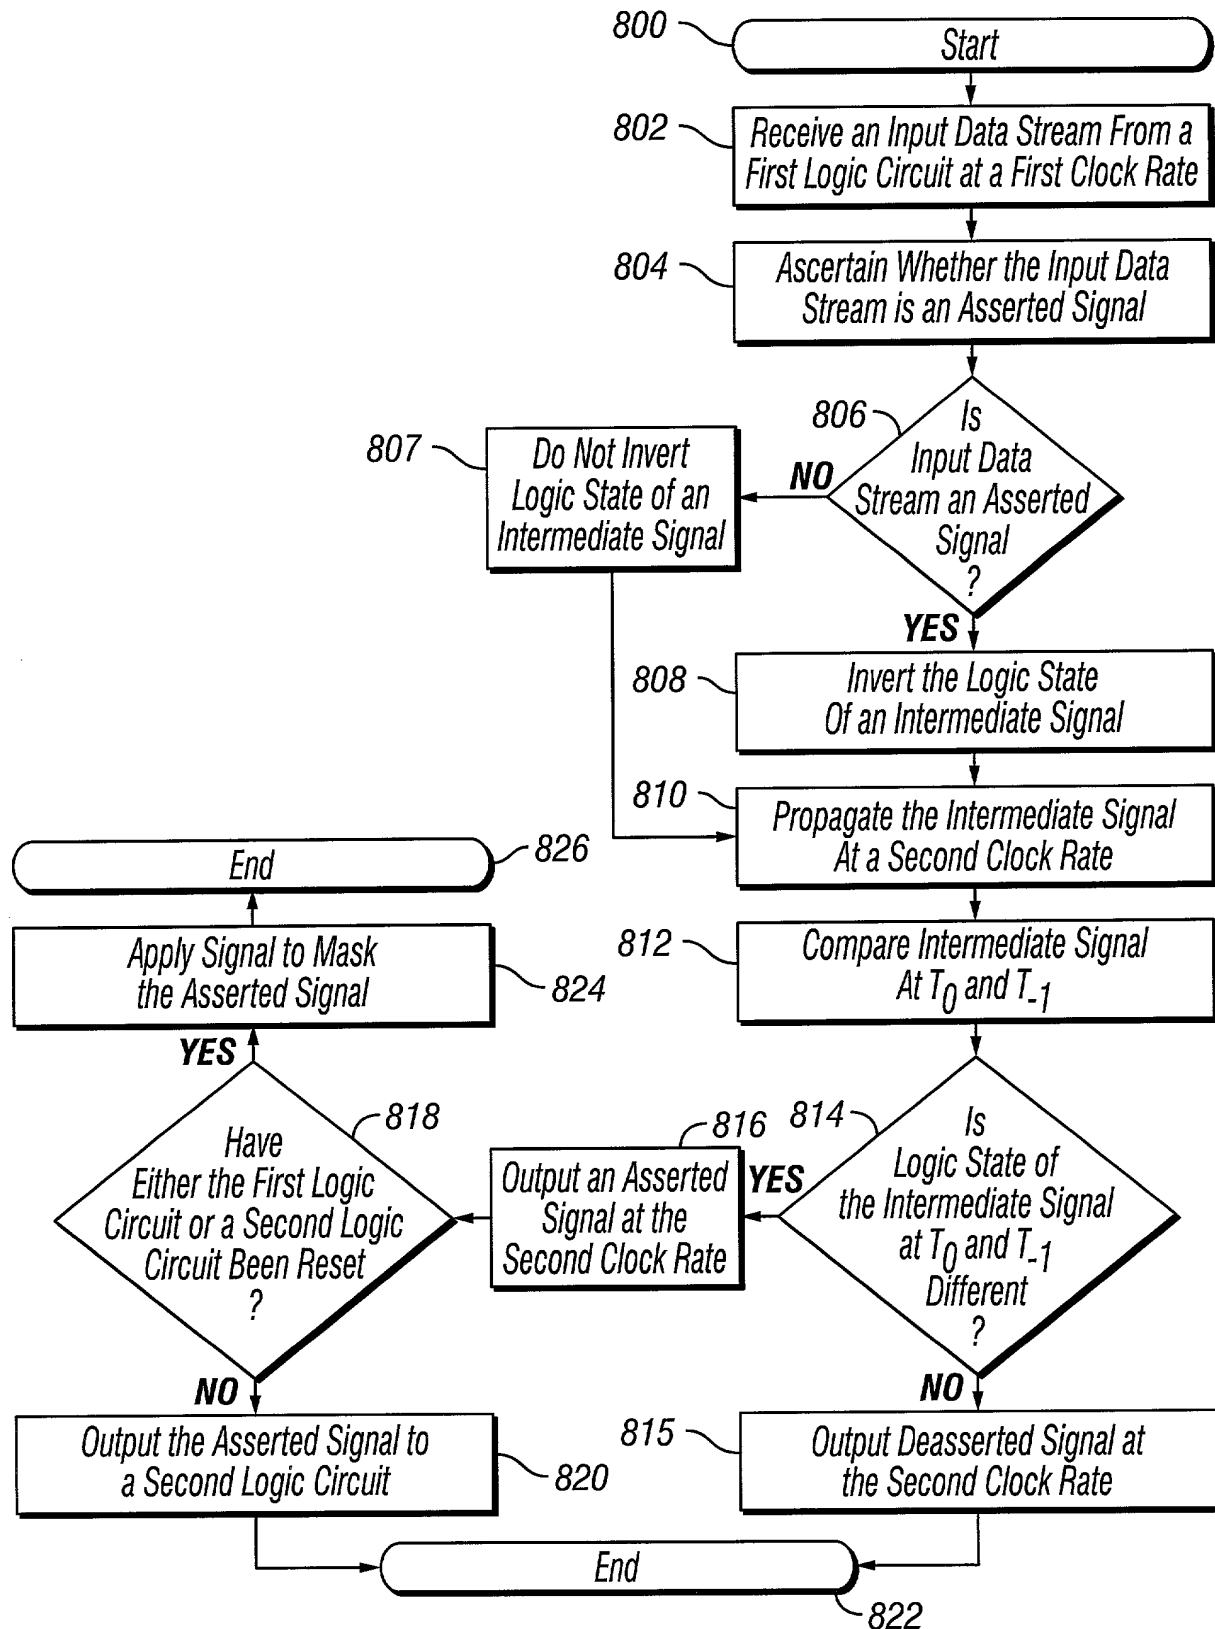 800
Start
802
Receive an Input Data Stream From a
First Logic Circuit at a First Clock Rate
804
Ascertain Whether the Input Data
Stream is an Asserted Signal
806
Is
Input Data
Stream an Asserted
Signal
?
NO
807
Do Not Invert
Logic State of an
Intermediate Signal
YES
808
Invert the Logic State
Of an Intermediate Signal
810
Propagate the Intermediate Signal
At a Second Clock Rate
812
Compare Intermediate Signal
At T0 and T-1
814
Is
Logic State of
the Intermediate Signal
at T0 and T-1
Different
?
YES
816
Output an Asserted
Signal at the
Second Clock Rate
NO
815
Output Deasserted Signal at
the Second Clock Rate
818
Have
Either the First Logic
Circuit or a Second Logic
Circuit Been Reset
?
YES
Apply Signal to Mask
the Asserted Signal
824
End
826
NO
Output the Asserted Signal to
a Second Logic Circuit
820
End
822